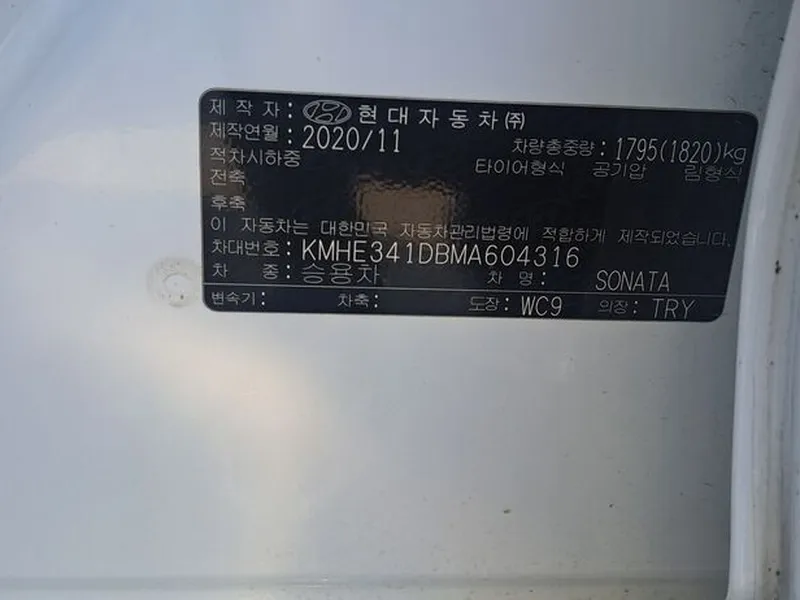 제 작 자 : 현대자동차(주)
제작연월 : 2020/11 차량총중량 : 1795(1820)kg
적차시하중 타이어형식 공기압 림형식
전축
후축
이 자동차는 대한민국 자동차관리법령에 적합하게 제작되었습니다.
차대번호 : KMHE341DBMA604316
차 종 : 승용차 차 명 : SONATA
변속기 : 차축 : 도장 : WC9 의장 : TRY